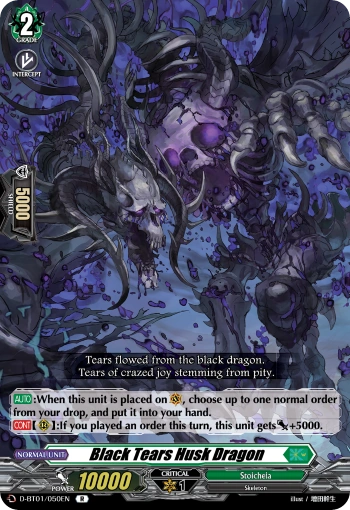 2
GRADE
INTERCEPT
5000
SHIELD
Tears flowed from the black dragon.
Tears of crazed joy stemming from pity.
AUTO:When this unit is placed on , choose up to one normal order
from your drop, and put it into your hand.
CONT[ ]:If you played an order this turn, this unit gets +5000.
NORMAL UNIT
Black Tears Husk Dragon
POWER 10000
CRITICAL
1
Stoicheia
Skeleton
D-BT01/050EN R
illust / 増田幹生